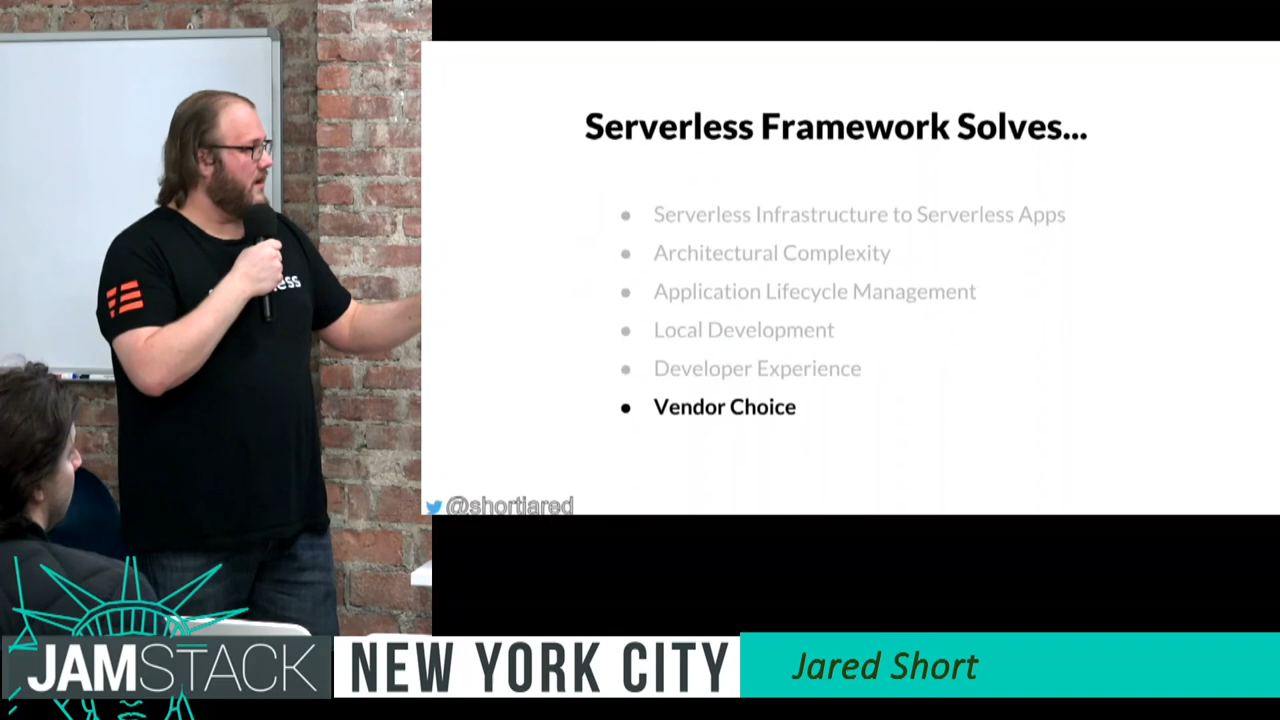 Serverless Framework Solves...
Serverless Infrastructure to Serverless Apps
Architectural Complexity
Application Lifecycle Management
Local Development
Developer Experience
Vendor Choice
@shortjared
JAMSTACK
NEW YORK CITY
Jared Short